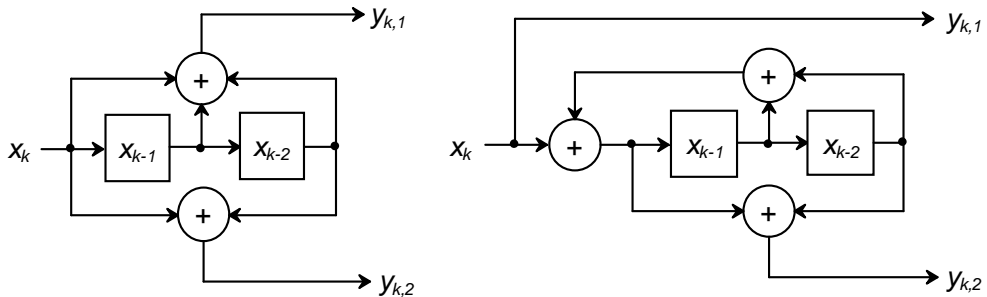 y_{k,1}
+
x_k
x_{k-1}
x_{k-2}
+
y_{k,2}
y_{k,1}
+
x_k
+
x_{k-1}
x_{k-2}
+
y_{k,2}